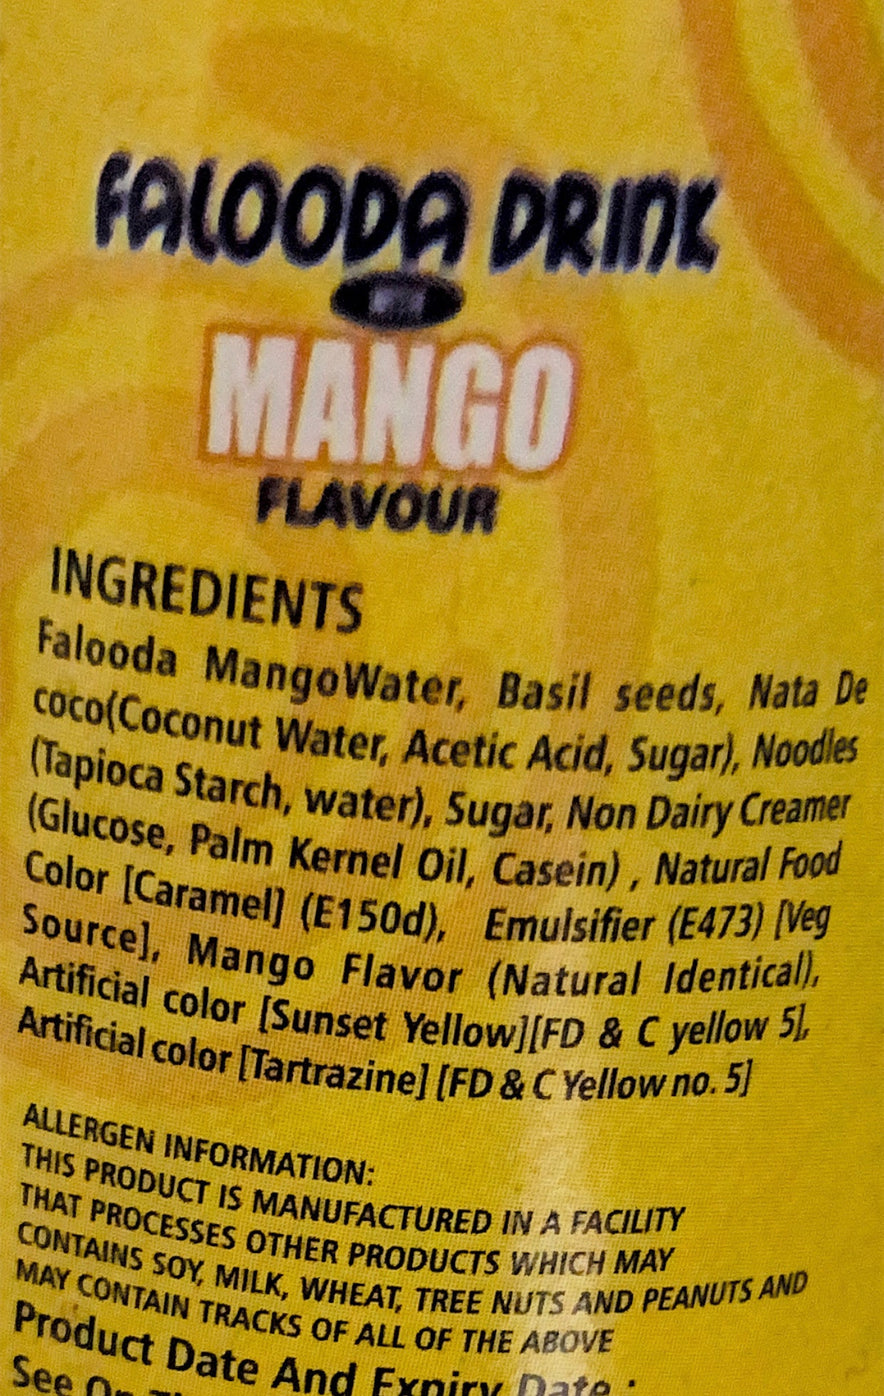 FALOODA DRINK
MANGO
FLAVOUR
INGREDIENTS
Falooda MangoWater, Basil seeds, Nata De
coco(Coconut Water, Acetic Acid, Sugar), Noodles
(Tapioca Starch, water), Sugar, Non Dairy Creamer
(Glucose, Palm Kernel Oil, Casein) , Natural Food
Color [Caramel] (E150d), Emulsifier (E473) [Veg
Source], Mango Flavor (Natural Identical),
Artificial color [Sunset Yellow][FD & C yellow 5],
Artificial color [Tartrazine] [FD & C Yellow no. 5]
ALLERGEN INFORMATION:
THIS PRODUCT IS MANUFACTURED IN A FACILITY
THAT PROCESSES OTHER PRODUCTS WHICH MAY
CONTAINS SOY, MILK, WHEAT, TREE NUTS AND PEANUTS AND
MAY CONTAIN TRACKS OF ALL OF THE ABOVE
Product Date And Expiry Date :
See On